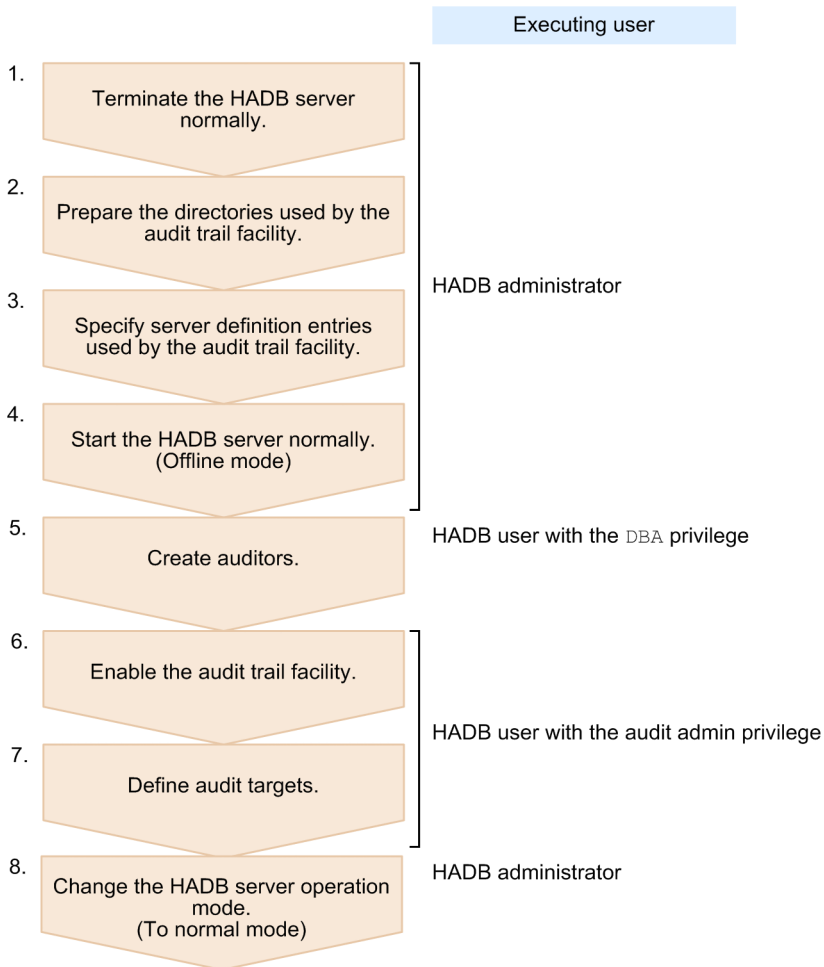 Executing user
1.
Terminate the HADB server
normally.
2.
Prepare the directories used by the
audit trail facility.
HADB administrator
3.
Specify server definition entries
used by the audit trail facility.
4.
Start the HADB server normally.
(Offline mode)
5.
Create auditors.
HADB user with the DBA privilege
6.
Enable the audit trail facility.
HADB user with the audit admin privilege
7.
Define audit targets.
8.
Change the HADB server operation
mode.
(To normal mode)
HADB administrator